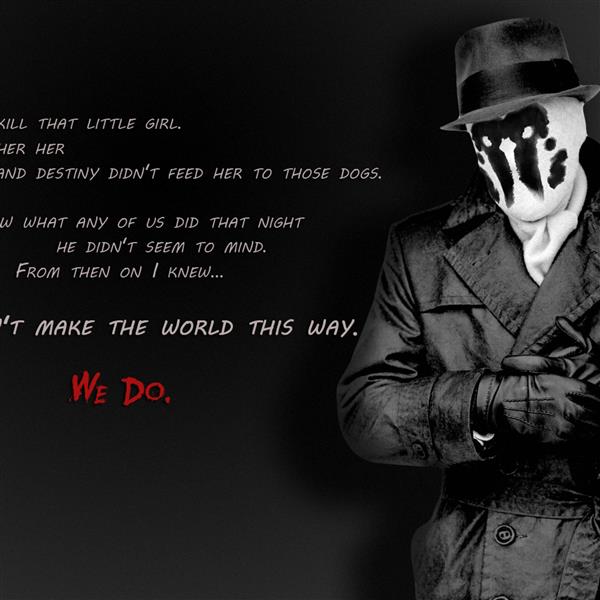 KILL THAT LITTLE GIRL.
HER HER
AND DESTINY DIDN'T FEED HER TO THOSE DOGS.
W WHAT ANY OF US DID THAT NIGHT
HE DIDN'T SEEM TO MIND.
FROM THEN ON I KNEW...
'T MAKE THE WORLD THIS WAY.
WE DO.